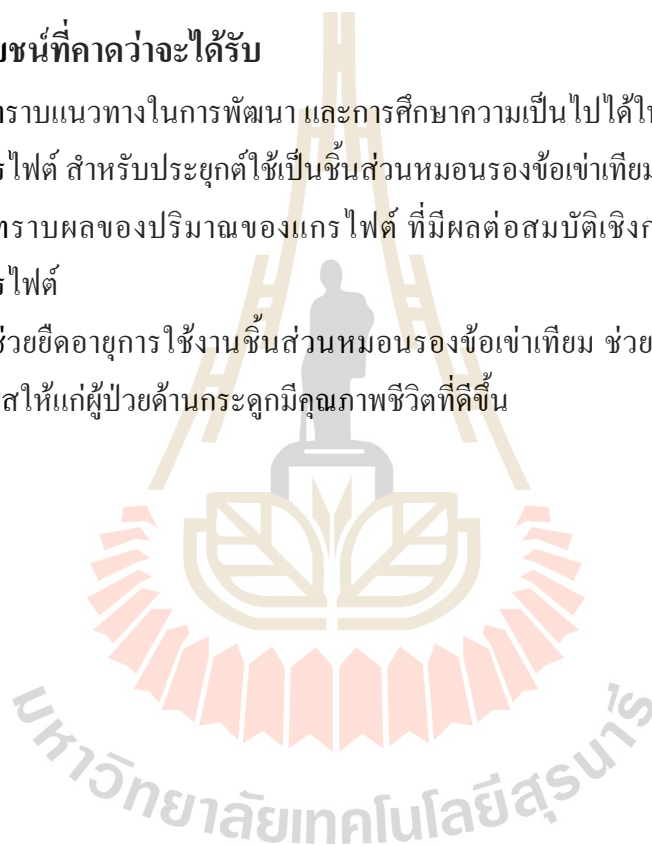 ยชน์ที่คาดว่าจะได้รับ
ทราบแนวทางในการพัฒนา และการศึกษาความเป็นไปได้ใ
รไฟต์ สำหรับประยุกต์ใช้เป็นชิ้นส่วนหมอนรองข้อเข่าเทียม
ทราบผลของปริมาณของแกรไฟต์ ที่มีผลต่อสมบัติเชิงก
รไฟต์
ช่วยยืดอายุการใช้งานชิ้นส่วนหมอนรองข้อเข่าเทียม ช่วย
สให้แก่ผู้ป่วยด้านกระดูกมีคุณภาพชีวิตที่ดีขึ้น
มหาวิทยาลัยเทคโนโลยีสุรนารี